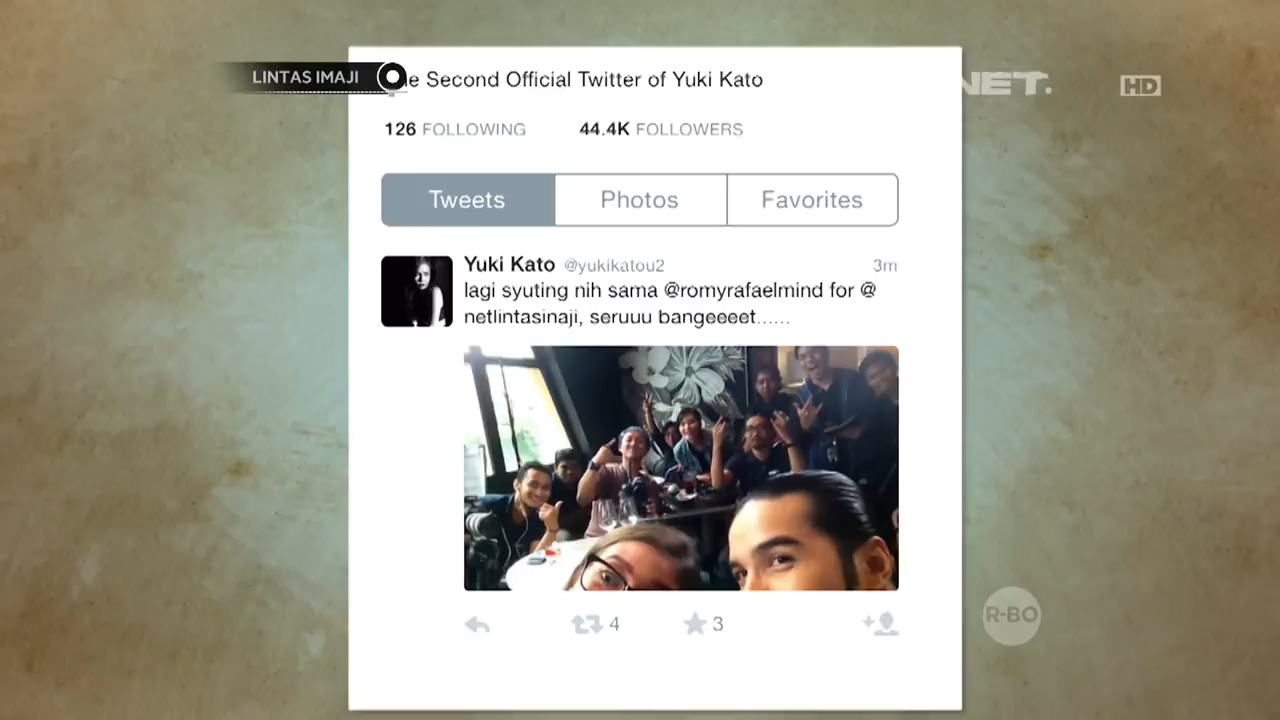 LINTAS IMAJI
e Second Official Twitter of Yuki Kato
NET.
HD
126 FOLLOWING 44.4K FOLLOWERS
Tweets Photos Favorites
Yuki Kato @yukikatou2 3m
lagi syuting nih sama @romyrafaelmind for @
netlintasinaji, seruuu bangeeeet......
4 3
R-BO